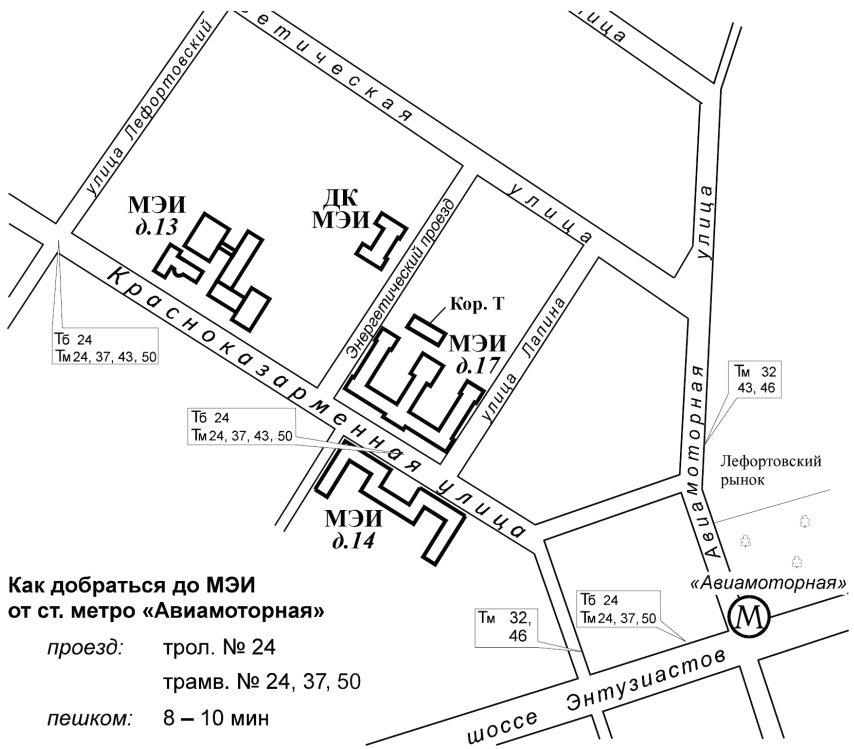 етическая
улица
улица
улица Лефортовский
МЭИ
д.13
ДК
МЭИ
Энергетический проезд
Кор. Т
МЭИ
д.17
улица Лапина
Красноказарменная улица
Авиамоторная улица
Тб 24
Тм 24, 37, 43, 50
Тм 32
43, 46
Тб 24
Тм 24, 37, 43, 50
Лефортовский
рынок
МЭИ
д.14
«Авиамоторная»
М
Тм 32,
46
Тб 24
Тм 24, 37, 50
шоссе Энтузиастов
Как добраться до МЭИ
от ст. метро «Авиамоторная»
проезд: трол. № 24
трамв. № 24, 37, 50
пешком: 8 – 10 мин